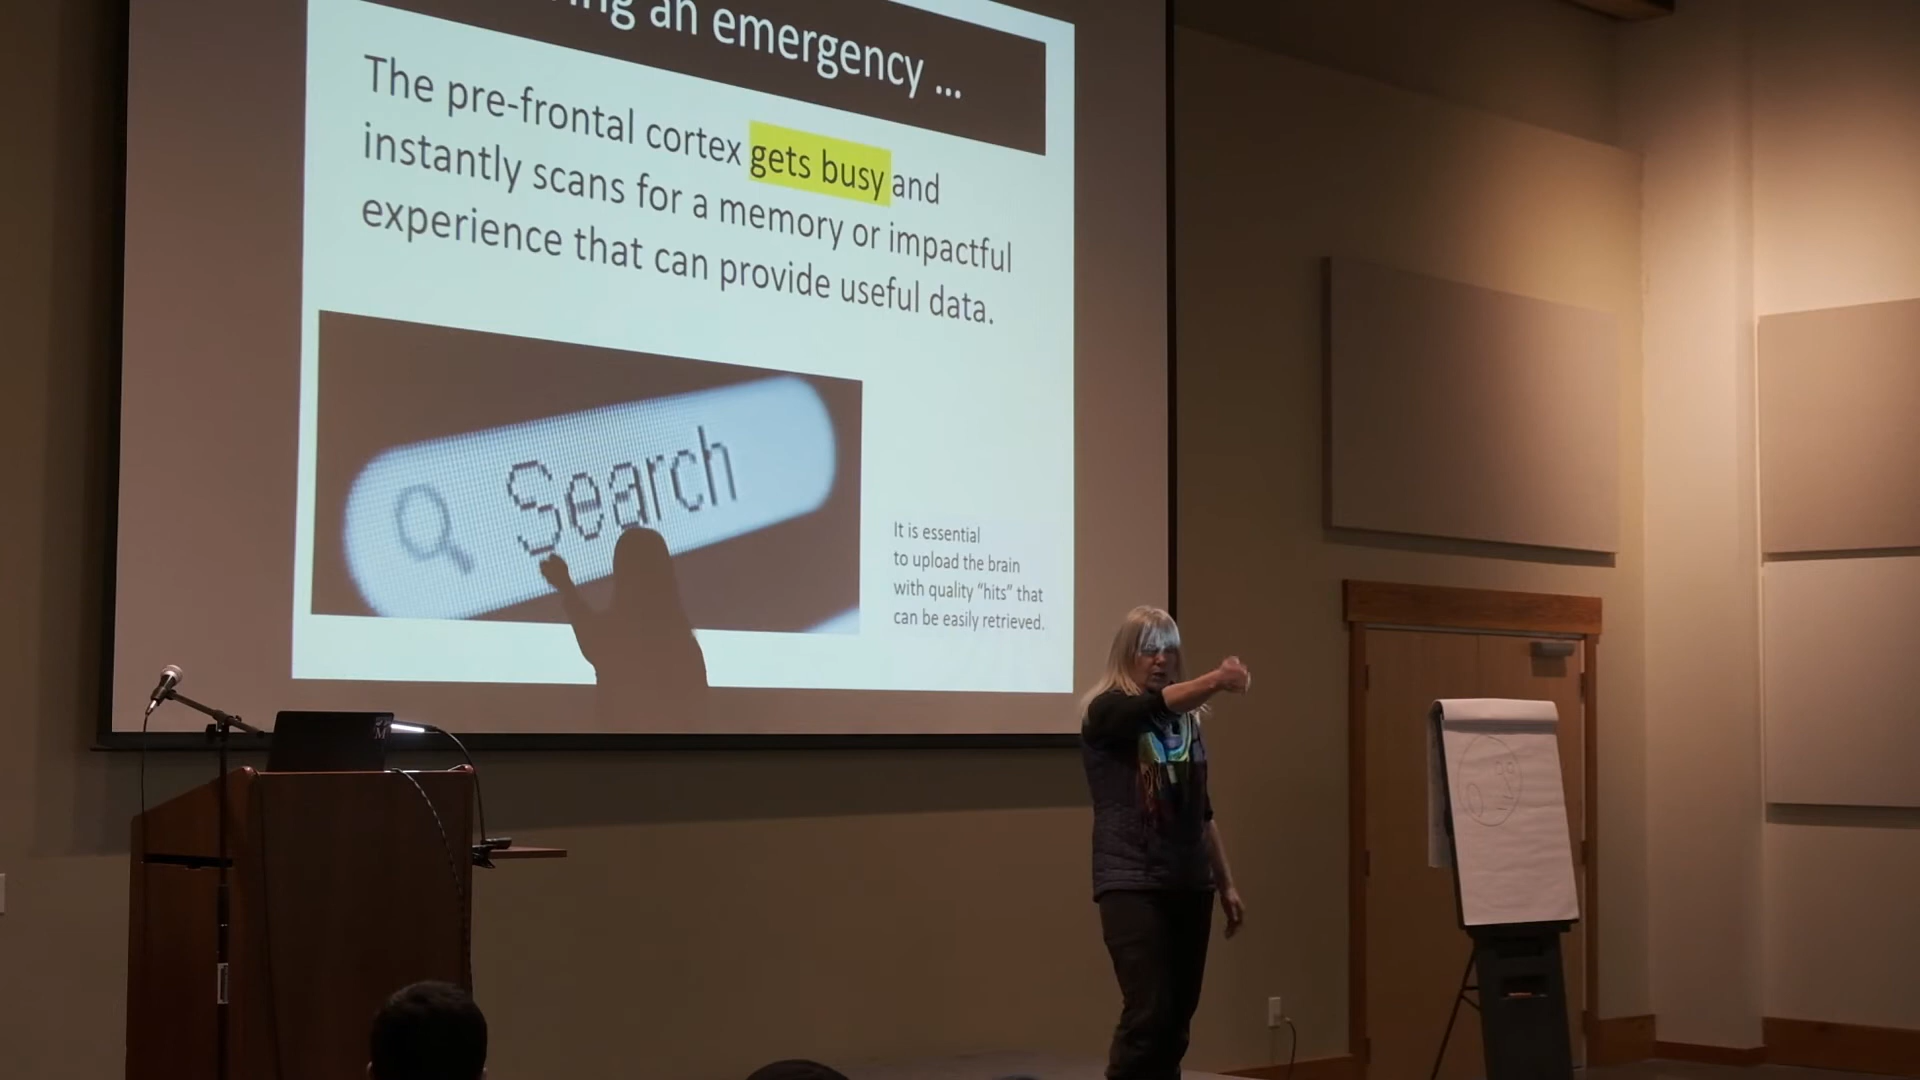 an emergency ...
The pre-frontal cortex gets busy and
instantly scans for a memory or impactful
experience that can provide useful data.
Search
It is essential
to upload the brain
with quality "hits" that
can be easily retrieved.